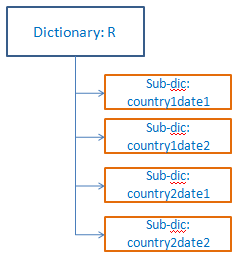 Dictionary: R
Sub-dic:
country1date1
Sub-dic:
country1date2
Sub-dic:
country2date1
Sub-dic:
country2date2